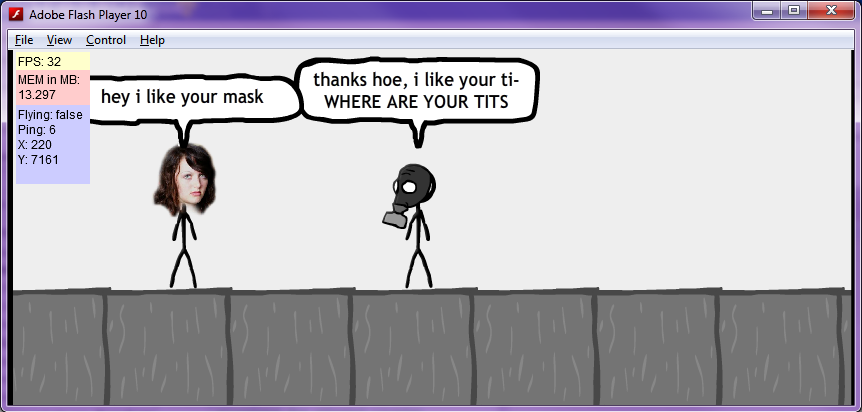 Adobe Flash Player 10
File View Control Help
FPS: 32
MEM in MB:
13.297
Flying: false
Ping: 6
X: 220
Y: 7161
hey i like your mask
thanks hoe, i like your ti-
WHERE ARE YOUR TITS